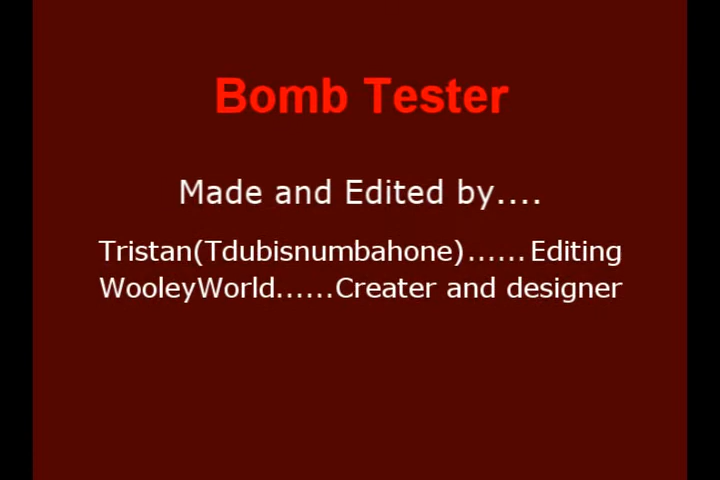 Bomb Tester
Made and Edited by....
Tristan(Tdubisnumbahone)......Editing
WooleyWorld......Creater and designer